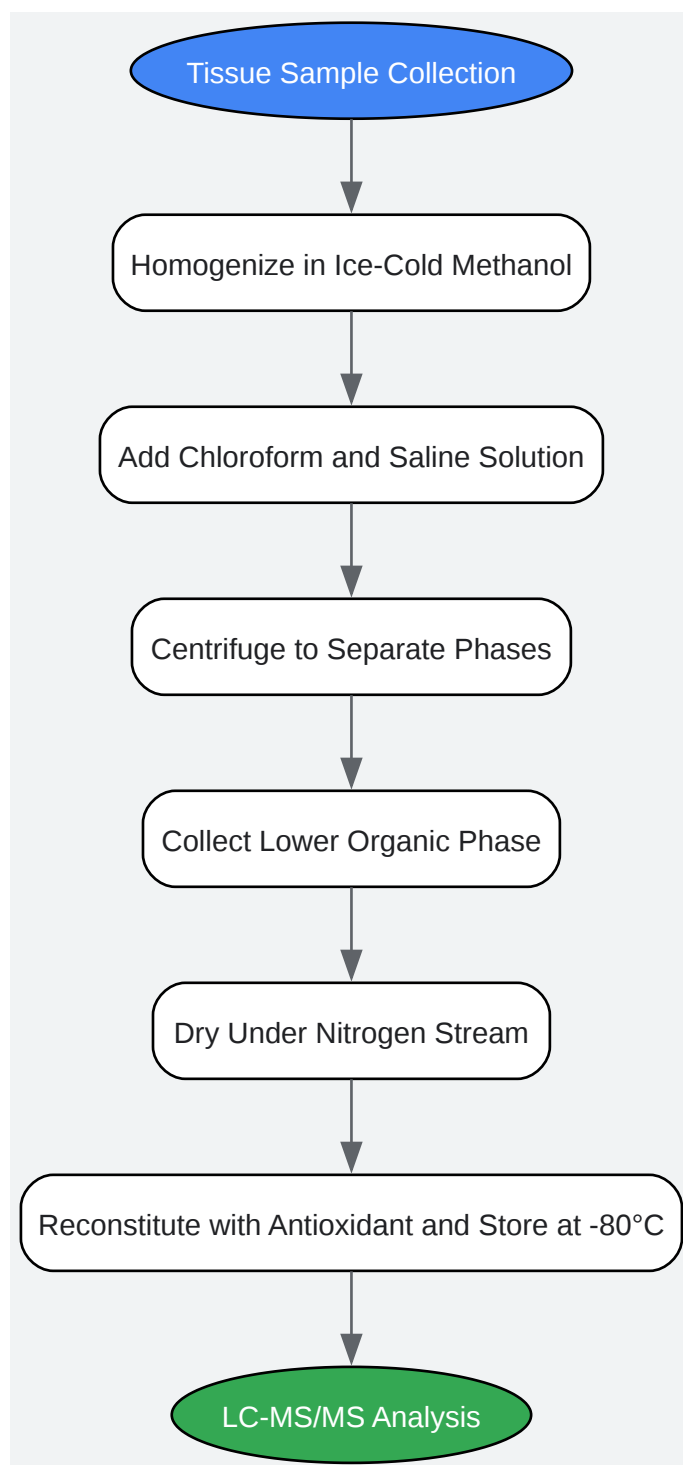 Tissue Sample Collection
Homogenize in Ice-Cold Methanol
Add Chloroform and Saline Solution
Centrifuge to Separate Phases
Collect Lower Organic Phase
Dry Under Nitrogen Stream
Reconstitute with Antioxidant and Store at -80°C
LC-MS/MS Analysis